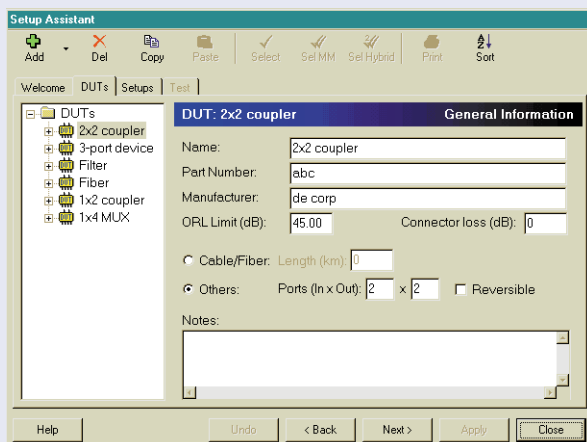 Setup Assistant
Add Del Copy Paste Select Sel MM Sel Hybrid Print Sort
Welcome DUTs Setups Test
DUTs
2x2 coupler
3-port device
Filter
Fiber
1x2 coupler
1x4 MUX
DUT: 2x2 coupler General Information
Name: 2x2 coupler
Part Number: abc
Manufacturer: de corp
ORL Limit (dB): 45.00 Connector loss (dB): 0
Cable/Fiber: Length (km): 0
Others: Ports (In x Out): 2 x 2 Reversible
Notes:
Help Undo < Back Next > Apply Close